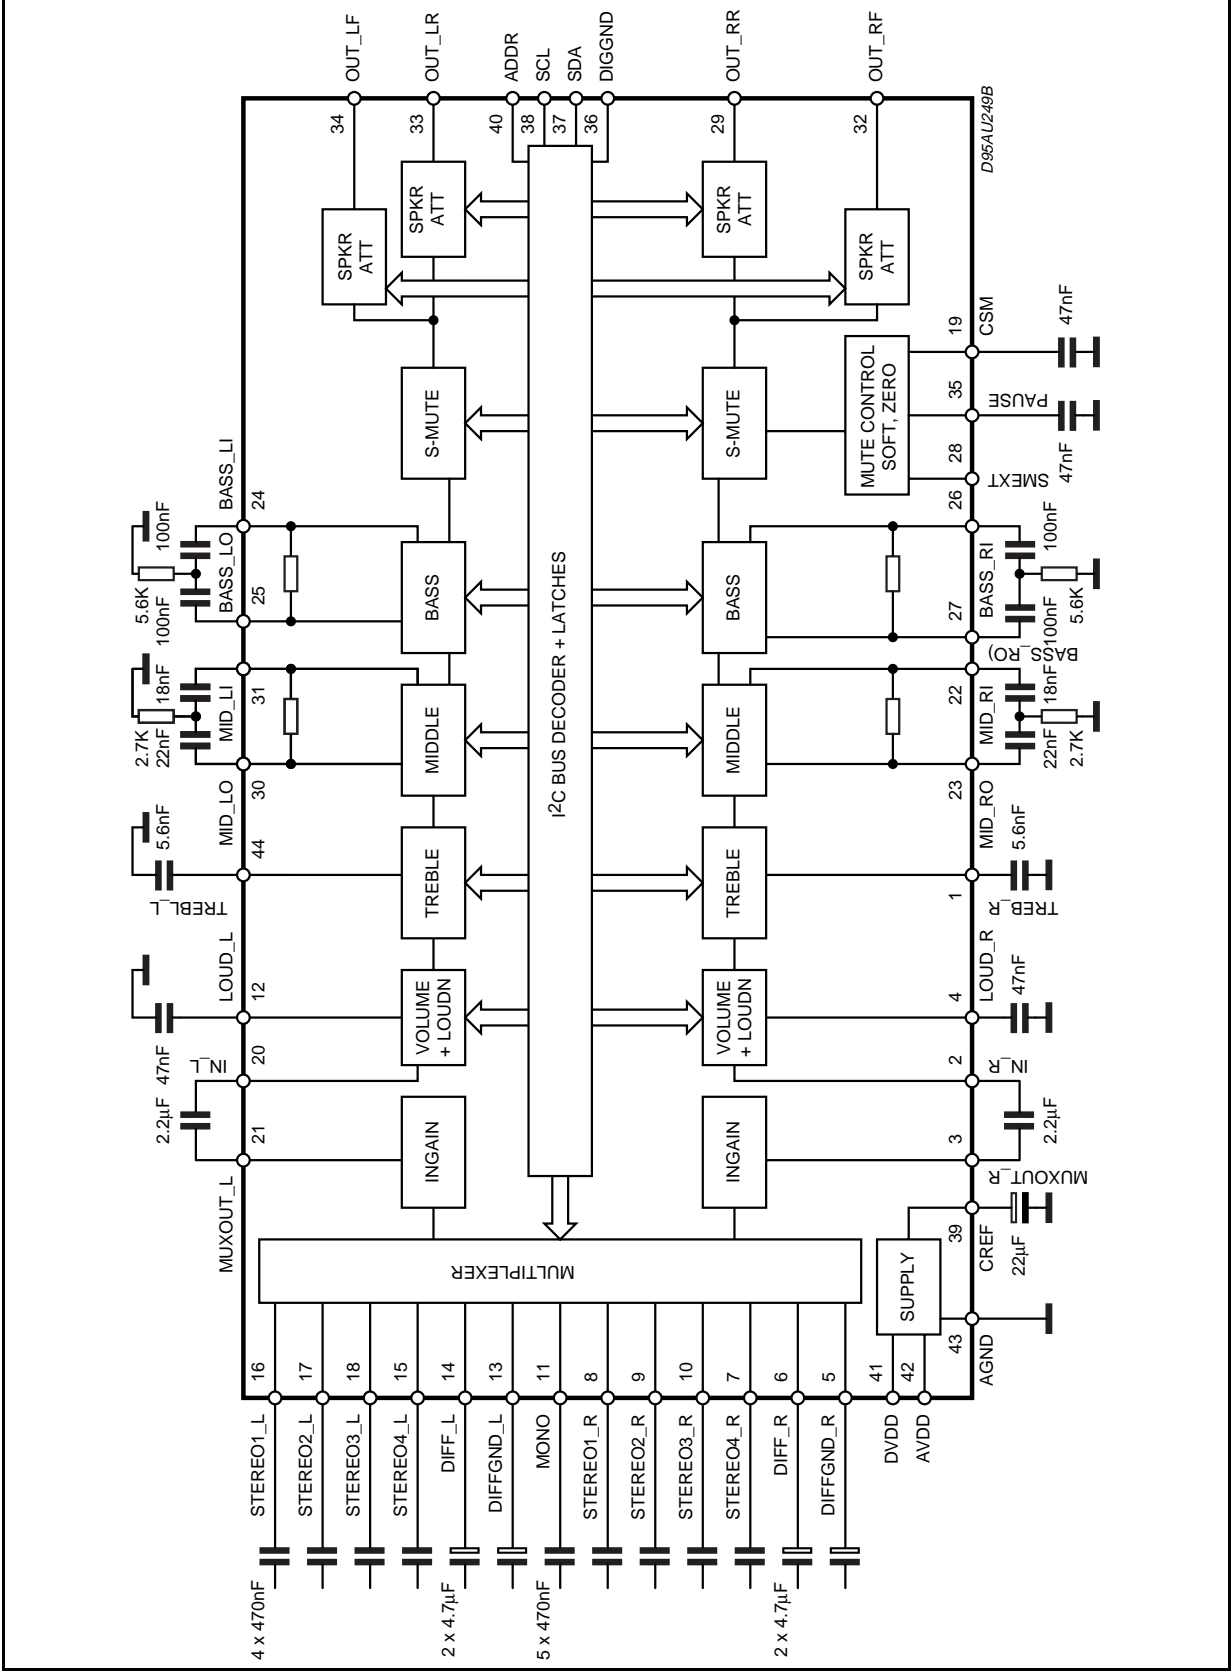 OUT_LF
OUT_LR
ADDR
SCL
SDA
DIGGND
OUT_RR
OUT_RF
34
33
40
38
37
36
29
32
D95AU249B
SPKR
ATT
SPKR
ATT
SPKR
ATT
SPKR
ATT
S-MUTE
S-MUTE
MUTE CONTROL
SOFT, ZERO
19
CSM
47nF
35
PAUSE
47nF
28
SMEXT
BASS_LI
24
100nF
BASS_LO
25
5.6K
100nF
BASS
BASS
26
BASS_RI
100nF
27
100nF
5.6K
BASS_RO)
I2C BUS DECODER + LATCHES
MID_LI
31
18nF
2.7K
22nF
MID_LO
30
MIDDLE
MIDDLE
22
MID_RI
18nF
22nF
2.7K
23
MID_RO
5.6nF
44
TREBL_L
TREBLE
TREBLE
1
TREB_R
5.6nF
LOUD_L
12
47nF
VOLUME
+ LOUDN
VOLUME
+ LOUDN
4
LOUD_R
47nF
20
IN_L
2
IN_R
2.2µF
21
MUXOUT_L
INGAIN
INGAIN
3
2.2µF
MUXOUT_R
MULTIPLEXER
SUPPLY
39
CREF
22µF
43
AGND
16
17
18
15
14
13
11
8
9
10
7
6
5
41
42
STEREO1_L
STEREO2_L
STEREO3_L
STEREO4_L
DIFF_L
DIFFGND_L
MONO
STEREO1_R
STEREO2_R
STEREO3_R
STEREO4_R
DIFF_R
DIFFGND_R
DVDD
AVDD
4 x 470nF
2 x 4.7µF
5 x 470nF
2 x 4.7µF